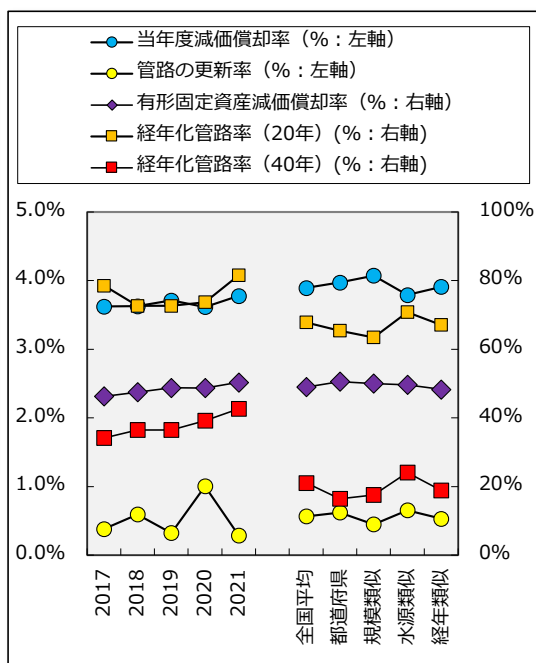 当年度減価償却率（%：左軸）
管路の更新率（%：左軸）
有形固定資産減価償却率（%：右軸）
経年化管路率（20年）(%：右軸)
経年化管路率（40年）(%：右軸)
5.0%
4.0%
3.0%
2.0%
1.0%
0.0%
100%
80%
60%
40%
20%
0%
2017
2018
2019
2020
2021
全国平均
都道府県
規模類似
水源類似
経年類似